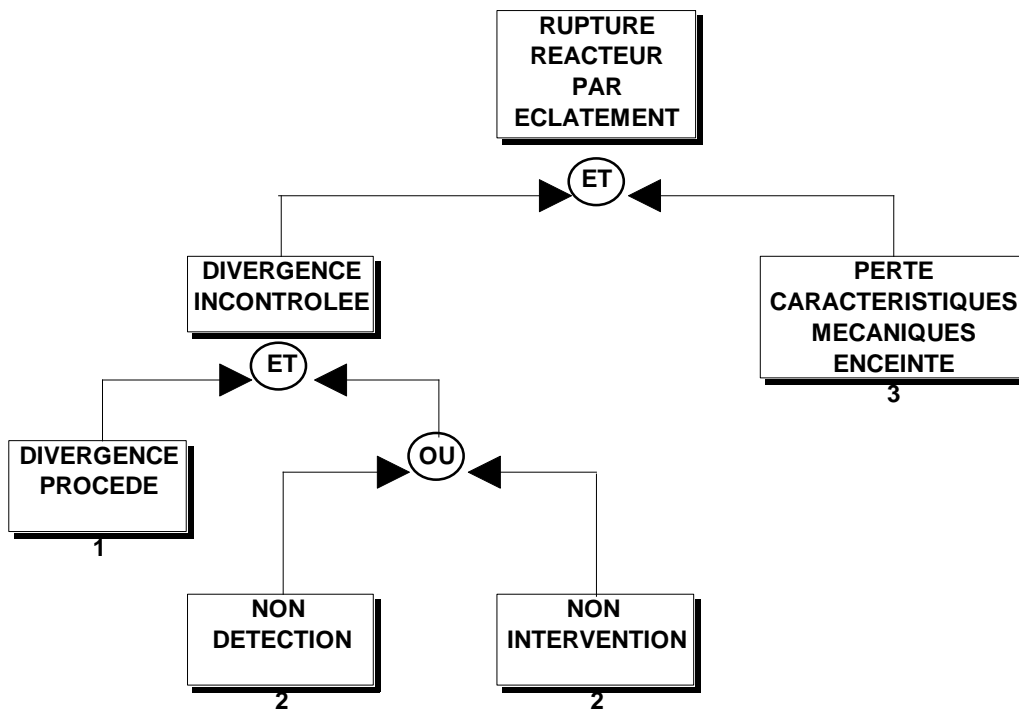 RUPTURE
REACTEUR
PAR
ECLATEMENT
ET
DIVERGENCE
INCONTROLEE
PERTE
CARACTERISTIQUES
MECANIQUES
ENCEINTE
3
ET
DIVERGENCE
PROCEDE
1
OU
NON
DETECTION
2
NON
INTERVENTION
2